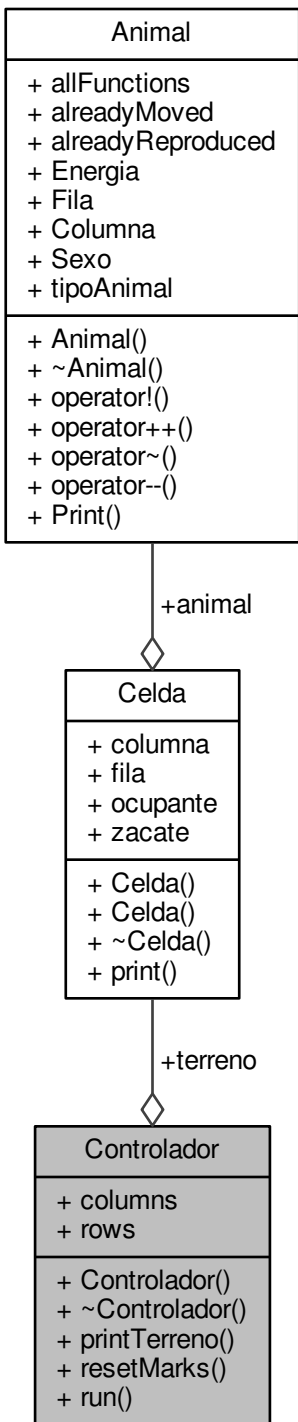 Animal
+ allFunctions
+ alreadyMoved
+ alreadyReproduced
+ Energia
+ Fila
+ Columna
+ Sexo
+ tipoAnimal
+ Animal()
+ ~Animal()
+ operator!()
+ operator++()
+ operator~()
+ operator--()
+ Print()
+animal
Celda
+ columna
+ fila
+ ocupante
+ zacate
+ Celda()
+ Celda()
+ ~Celda()
+ print()
+terreno
Controlador
+ columns
+ rows
+ Controlador()
+ ~Controlador()
+ printTerreno()
+ resetMarks()
+ run()